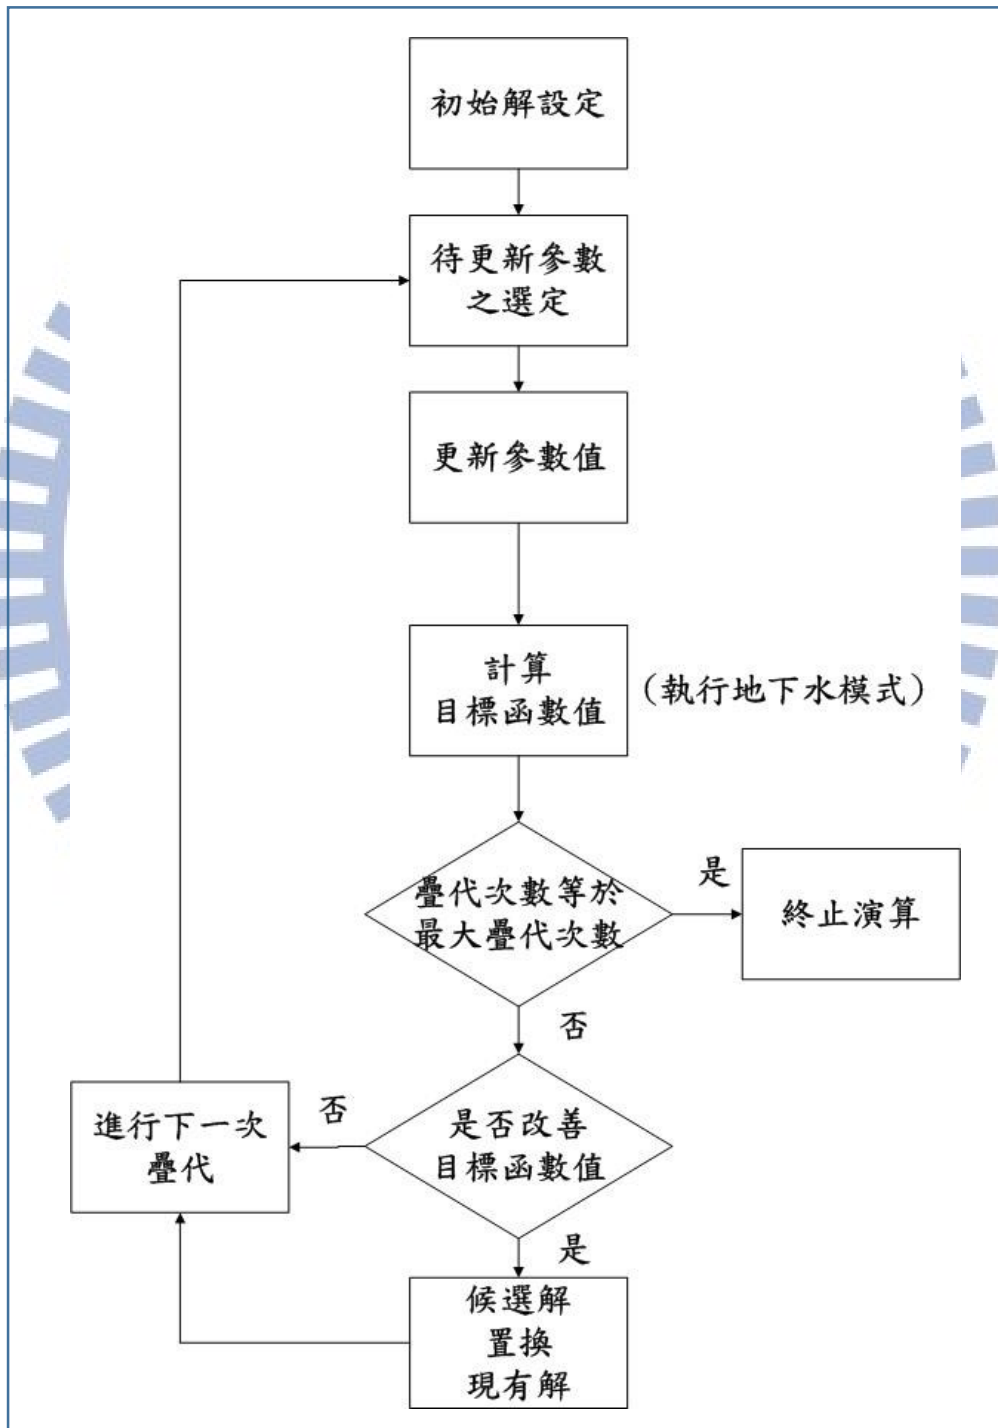 初始解設定
待更新參數
之選定
更新參數值
計算
目標函數值
(執行地下水模式)
疊代次數等於
最大疊代次數
是
終止演算
否
是否改善
目標函數值
否
進行下一次
疊代
是
候選解
置換
現有解